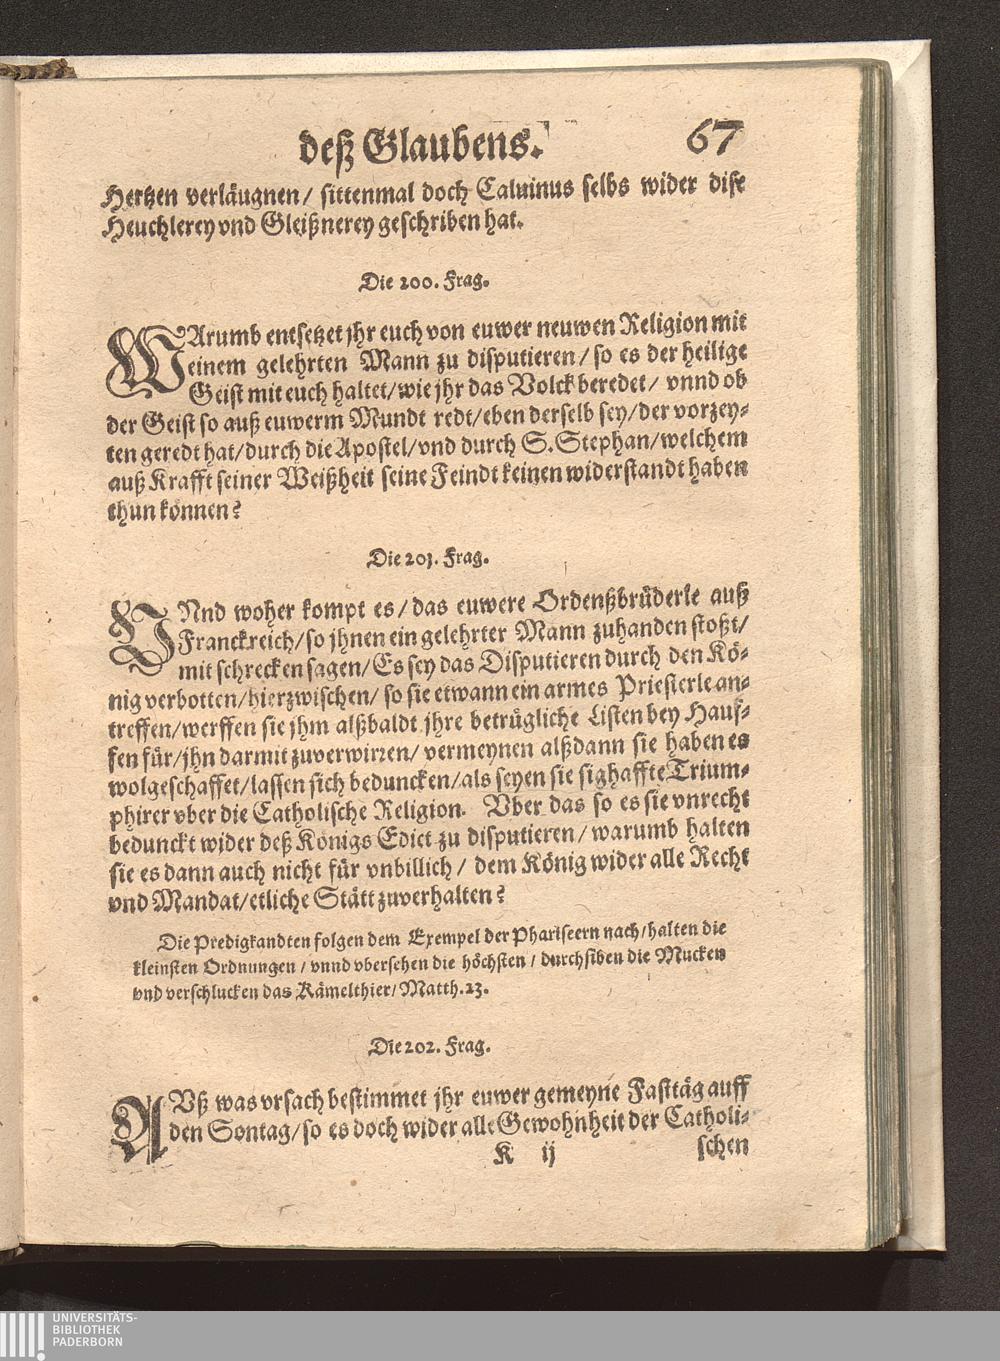 deß Glaubens. 67
Hertzen verläugnen/ sittenmal doch Caluinus selbs wider dise
Heuchlerey vnd Gleißnerey geschriben hat.
Die 200. Frag.
WArumb entsetzet jhr euch von euwer neuwen Religion mit
einem gelehrten Mann zu disputieren/ so es der heilige
Geist mit euch haltet/ wie jhr das Volck beredet/ vnnd ob
der Geist so auß euwerm Mundt redt/ eben derselb sey/ der vorzey-
ten geredt hat/ durch die Apostel/ vnd durch S. Stephan/ welchem
auß Krafft seiner Weißheit seine Feindt keinen widerstandt haben
thun können?
Die 201. Frag.
VNnd woher kompt es/ das euwere Ordenßbrüderle auß
Franckreich/ so jhnen ein gelehrter Mann zuhanden stoßt/
mit schrecken sagen/ Es sey das Disputieren durch den Kö-
nig verbotten/ hierzwischen/ so sie etwann ein armes Priesterle an-
treffen/ werffen sie jhm alßbaldt jhre betrügliche Listen bey Hauf-
fen für/ jhn darmit zuverwirren/ vermeynen alßdann sie haben es
wolgeschaffet/ lassen sich beduncken/ als seyen sie sighaffte Trium-
phirer vber die Catholische Religion. Vber das so es sie vnrecht
bedunckt wider deß Königs Edict zu disputieren/ warumb halten
sie es dann auch nicht für vnbillich/ dem König wider alle Recht
vnd Mandat/ etliche Stätt zuverhalten?
Die Predigkandten folgen dem Exempel der Phariseern nach/ halten die
kleinsten Ordnungen/ vnnd vbersehen die höchsten/ durchsiben die Mucken
vnd verschlucken das Kämelthier/ Matth. 23.
Die 202. Frag.
AVß was vrsach bestimmet jhr euwer gemeyne Fasttäg auff
den Sontag/ so es doch wider alle Gewohnheit der Catholi-
K ij schen
UNIVERSITÄTS-
BIBLIOTHEK
PADERBORN